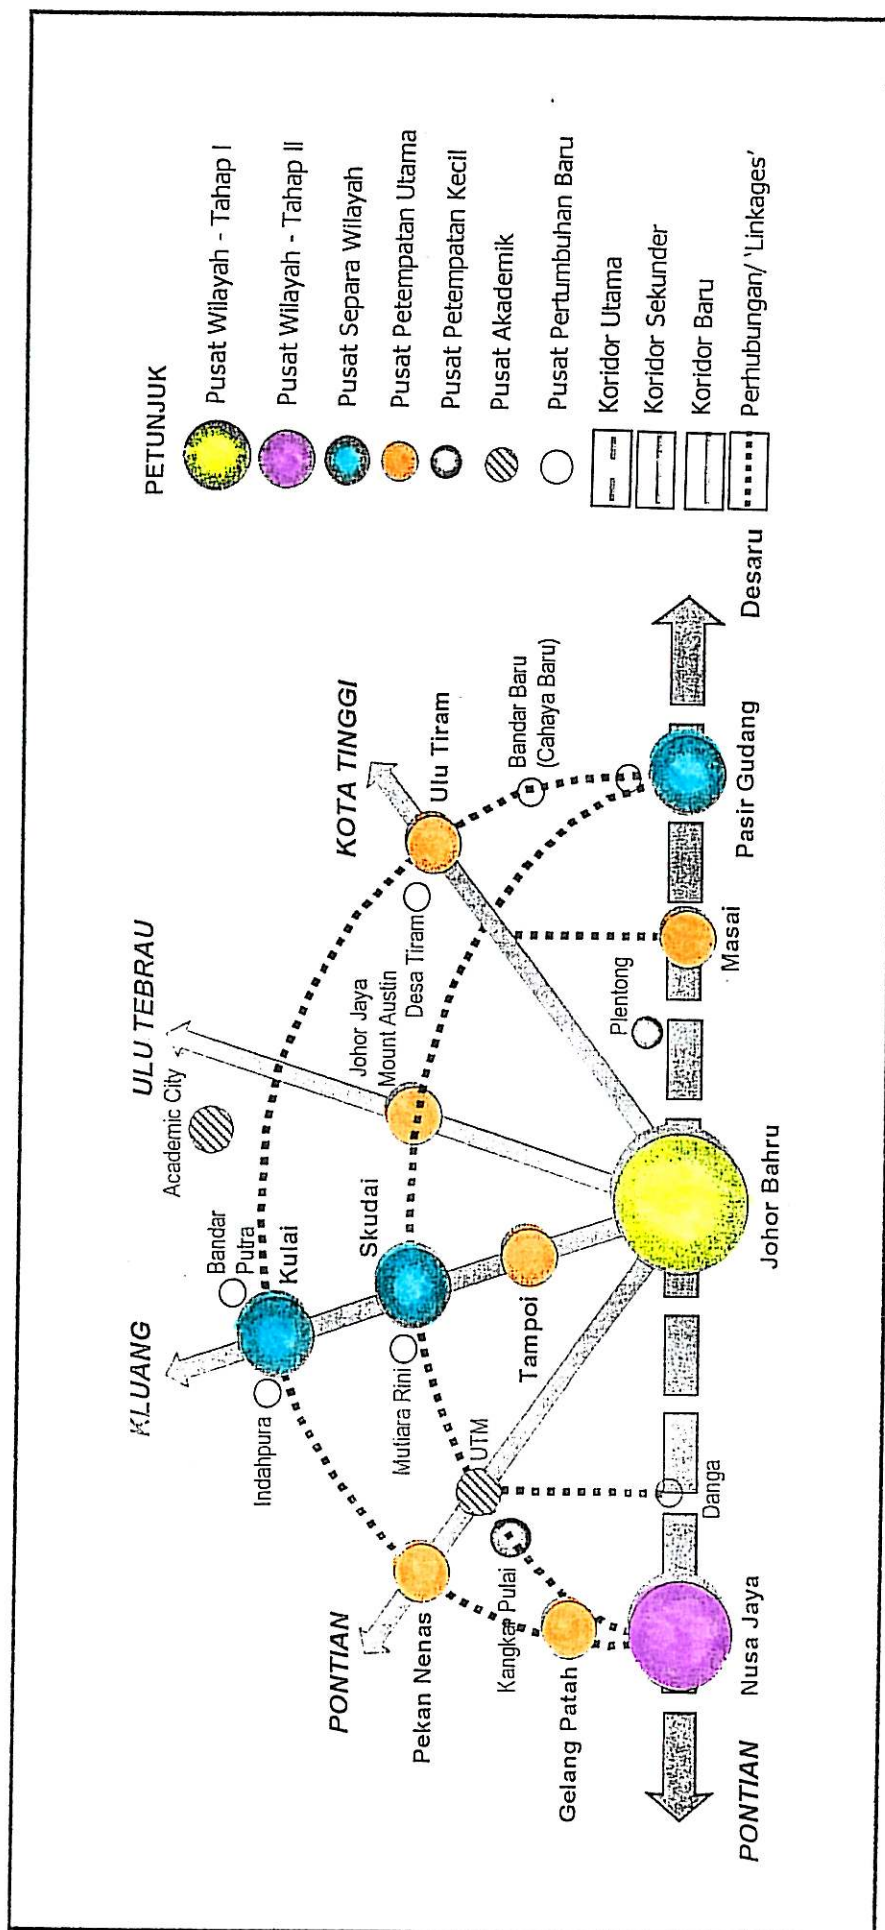 PETUNJUK
Pusat Wilayah - Tahap I
Pusat Wilayah - Tahap II
Pusat Separa Wilayah
Pusat Petempatan Utama
Pusat Petempatan Kecil
Pusat Akademik
Pusat Pertumbuhan Baru
Koridor Utama
Koridor Sekunder
Koridor Baru
Perhubungan/ 'Linkages'
KLUANG
ULU TEBRAU
Academic City
Bandar
Putra
Kulai
Indahpura
Skudai
Mutiara Rini
Johor Jaya
Mount Austin
KOTA TINGGI
Ulu Tiram
Desa Tiram
Bandar Baru
(Cahaya Baru)
PONTIAN
Pekan Nenas
UTM
Kangkar Pulai
Tampoi
Gelang Patah
Plentong
Danga
PONTIAN
Nusa Jaya
Johor Bahru
Masai
Pasir Gudang
Desaru